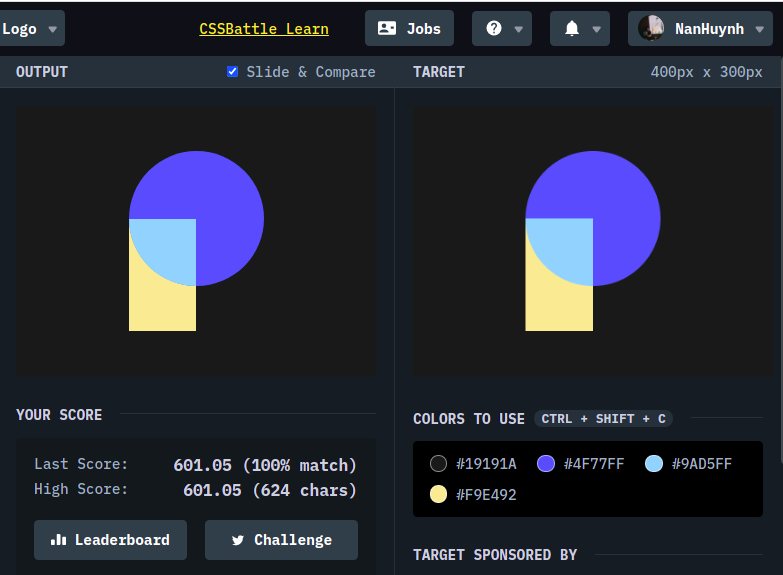 Logo CSSBattle Learn Jobs NanHuynh
OUTPUT Slide & Compare
TARGET 400px x 300px
YOUR SCORE
Last Score: 601.05 (100% match)
High Score: 601.05 (624 chars)
Leaderboard Challenge
COLORS TO USE CTRL + SHIFT + C
#19191A #4F77FF #9AD5FF
#F9E492
TARGET SPONSORED BY